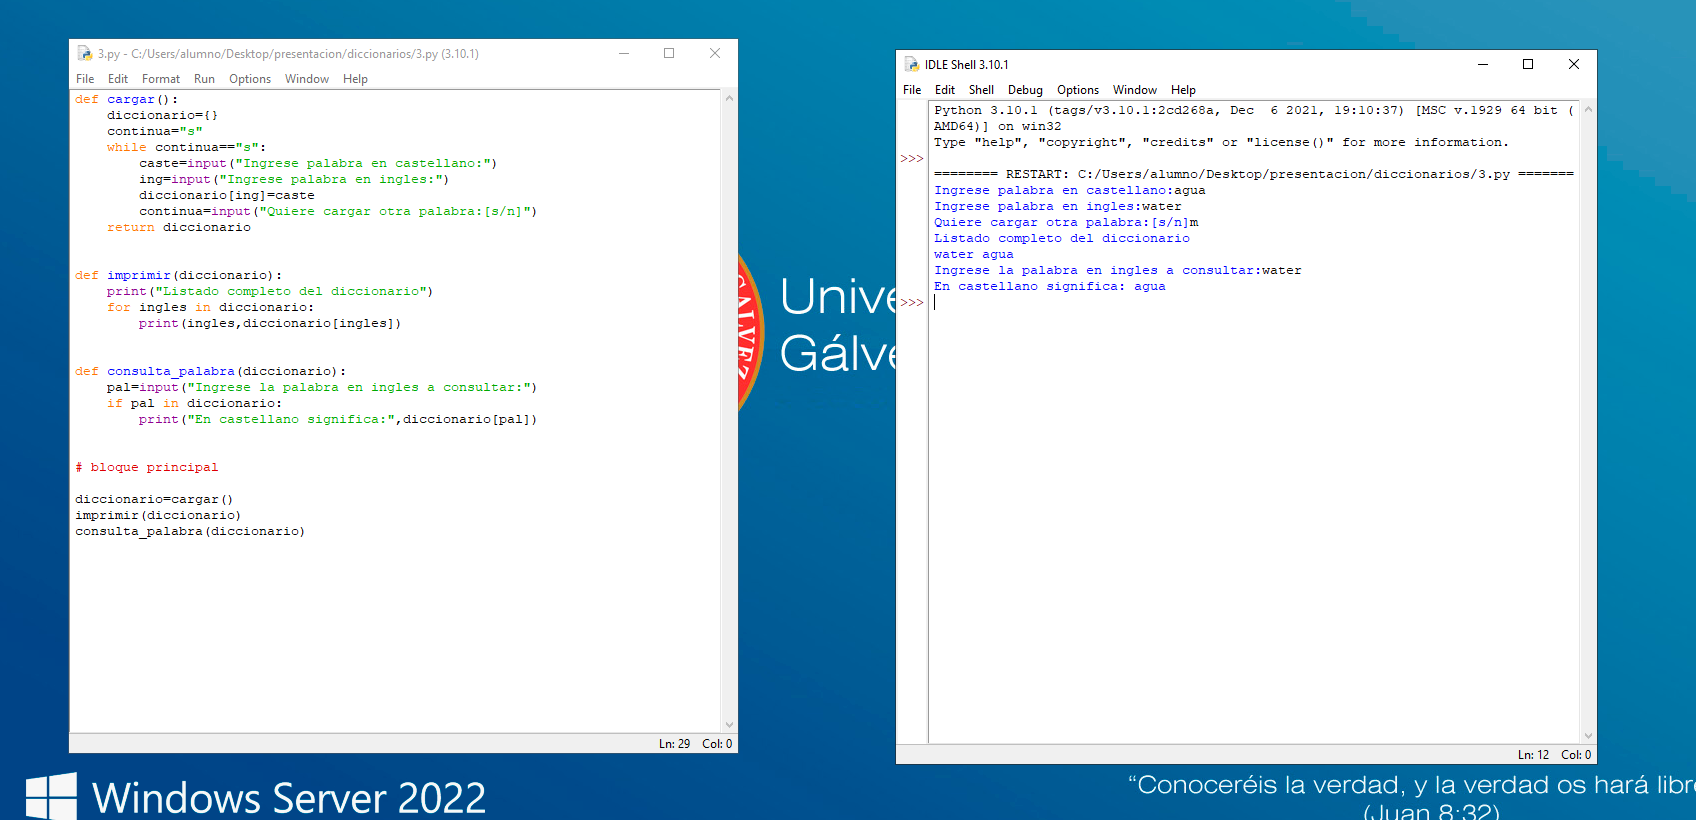 3.py - C:/Users/alumno/Desktop/presentacion/diccionarios/3.py (3.10.1)
File Edit Format Run Options Window Help
def cargar():
    diccionario={}
    continua="s"
    while continua=="s":
        caste=input("Ingrese palabra en castellano:")
        ing=input("Ingrese palabra en ingles:")
        diccionario[ing]=caste
        continua=input("Quiere cargar otra palabra:[s/n]")
    return diccionario
def imprimir(diccionario):
    print("Listado completo del diccionario")
    for ingles in diccionario:
        print(ingles,diccionario[ingles])
def consulta_palabra(diccionario):
    pal=input("Ingrese la palabra en ingles a consultar:")
    if pal in diccionario:
        print("En castellano significa:",diccionario[pal])
# bloque principal
diccionario=cargar()
imprimir(diccionario)
consulta_palabra(diccionario)
Ln: 29 Col: 0
GALVEZ
Unive
Gálve
IDLE Shell 3.10.1
File Edit Shell Debug Options Window Help
Python 3.10.1 (tags/v3.10.1:2cd268a, Dec  6 2021, 19:10:37) [MSC v.1929 64 bit (
AMD64)] on win32
Type "help", "copyright", "credits" or "license()" for more information.
>>>
======== RESTART: C:/Users/alumno/Desktop/presentacion/diccionarios/3.py =======
Ingrese palabra en castellano:agua
Ingrese palabra en ingles:water
Quiere cargar otra palabra:[s/n]m
Listado completo del diccionario
water agua
Ingrese la palabra en ingles a consultar:water
En castellano significa: agua
>>>
Ln: 12 Col: 0
Windows Server 2022
“Conoceréis la verdad, y la verdad os hará libre
(Juan 8:32)